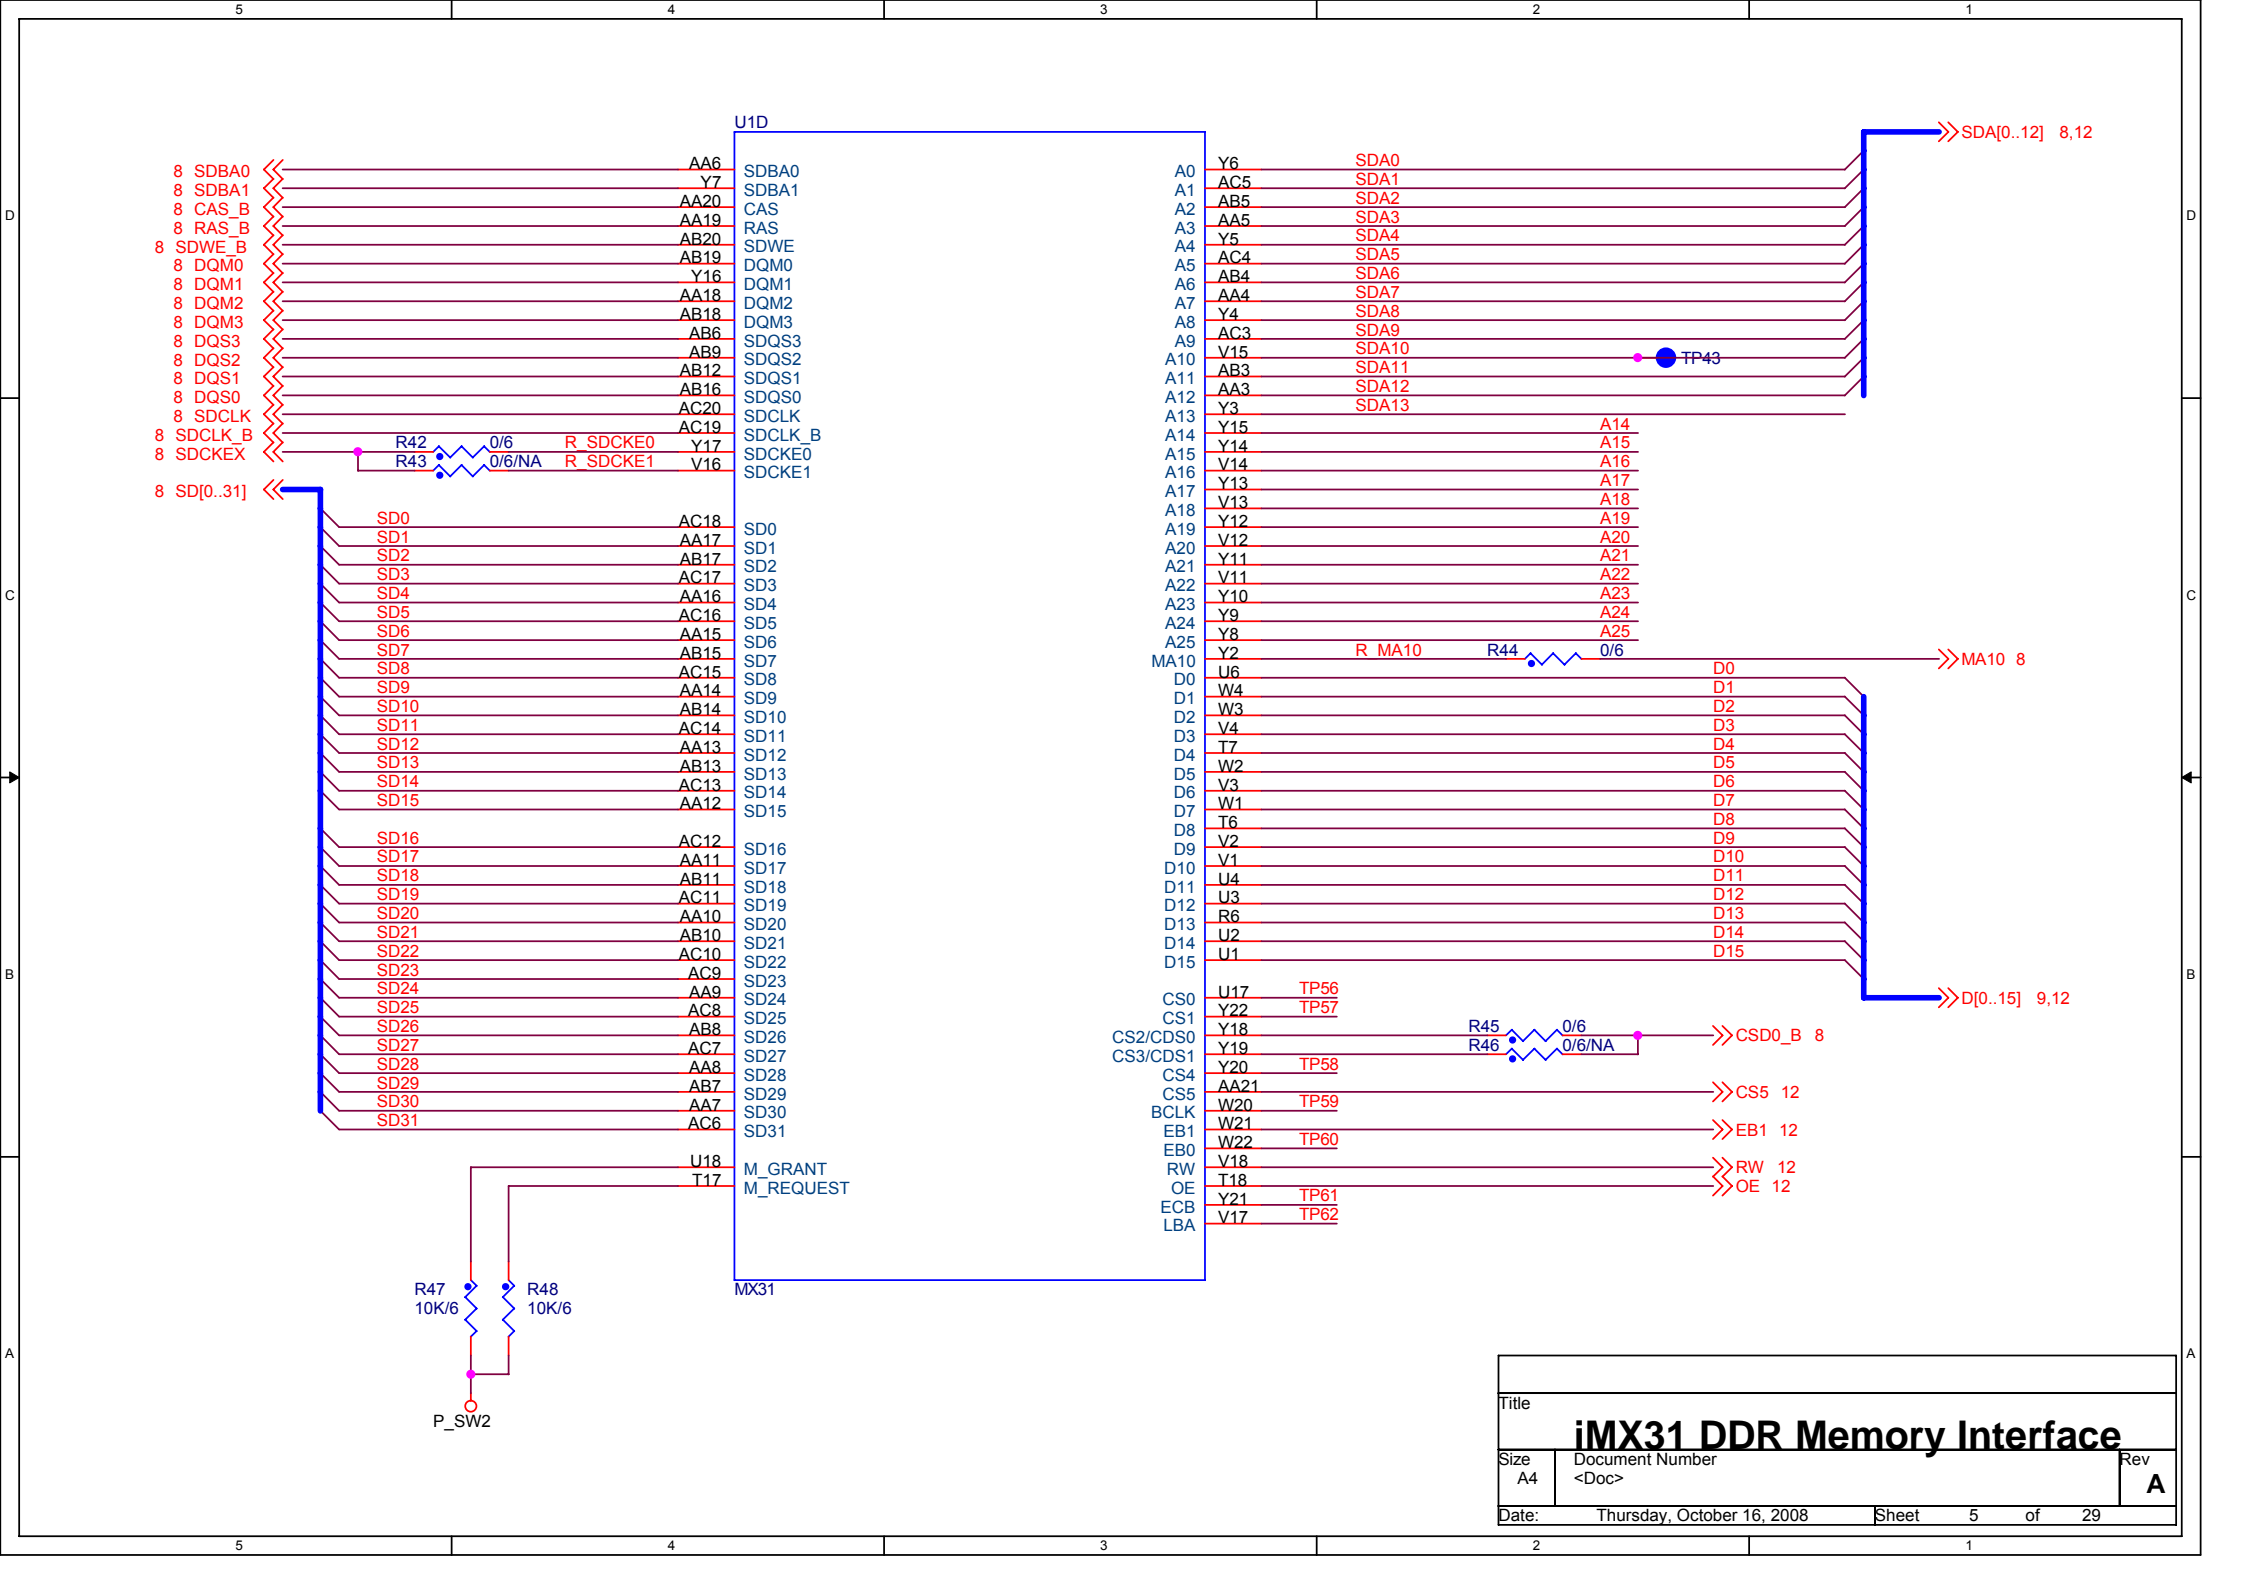 5 4 3 2 1
D
C
B
A
D
C
B
A
U1D
8 SDBA0 AA6 SDBA0
8 SDBA1 Y7 SDBA1
8 CAS_B AA20 CAS
8 RAS_B AA19 RAS
8 SDWE_B AB20 SDWE
8 DQM0 AB19 DQM0
8 DQM1 Y16 DQM1
8 DQM2 AA18 DQM2
8 DQM3 AB18 DQM3
8 DQS3 AB6 SDQS3
8 DQS2 AB9 SDQS2
8 DQS1 AB12 SDQS1
8 DQS0 AB16 SDQS0
8 SDCLK AC20 SDCLK
8 SDCLK_B AC19 SDCLK_B
8 SDCKEX R42 0/6 R_SDCKE0 Y17 SDCKE0
R43 0/6/NA R_SDCKE1 V16 SDCKE1
8 SD[0..31]
SD0 AC18 SD0
SD1 AA17 SD1
SD2 AB17 SD2
SD3 AC17 SD3
SD4 AA16 SD4
SD5 AC16 SD5
SD6 AA15 SD6
SD7 AB15 SD7
SD8 AC15 SD8
SD9 AA14 SD9
SD10 AB14 SD10
SD11 AC14 SD11
SD12 AA13 SD12
SD13 AB13 SD13
SD14 AC13 SD14
SD15 AA12 SD15
SD16 AC12 SD16
SD17 AA11 SD17
SD18 AB11 SD18
SD19 AC11 SD19
SD20 AA10 SD20
SD21 AB10 SD21
SD22 AC10 SD22
SD23 AC9 SD23
SD24 AA9 SD24
SD25 AC8 SD25
SD26 AB8 SD26
SD27 AC7 SD27
SD28 AA8 SD28
SD29 AB7 SD29
SD30 AA7 SD30
SD31 AC6 SD31
U18 M_GRANT
T17 M_REQUEST
R47 10K/6
R48 10K/6
P_SW2
MX31
SDA[0..12] 8,12
A0 Y6 SDA0
A1 AC5 SDA1
A2 AB5 SDA2
A3 AA5 SDA3
A4 Y5 SDA4
A5 AC4 SDA5
A6 AB4 SDA6
A7 AA4 SDA7
A8 Y4 SDA8
A9 AC3 SDA9
A10 V15 SDA10 TP43
A11 AB3 SDA11
A12 AA3 SDA12
A13 Y3 SDA13
A14 Y15 A14
A15 Y14 A15
A16 V14 A16
A17 Y13 A17
A18 V13 A18
A19 Y12 A19
A20 V12 A20
A21 Y11 A21
A22 V11 A22
A23 Y10 A23
A24 Y9 A24
A25 Y8 A25
MA10 Y2 R_MA10 R44 0/6 MA10 8
D0 U6 D0
D1 W4 D1
D2 W3 D2
D3 V4 D3
D4 T7 D4
D5 W2 D5
D6 V3 D6
D7 W1 D7
D8 T6 D8
D9 V2 D9
D10 V1 D10
D11 U4 D11
D12 U3 D12
D13 R6 D13
D14 U2 D14
D15 U1 D15
D[0..15] 9,12
CS0 U17 TP56
CS1 Y22 TP57
CS2/CDS0 Y18 R45 0/6 CSD0_B 8
CS3/CDS1 Y19 R46 0/6/NA
CS4 Y20 TP58
CS5 AA21 CS5 12
BCLK W20 TP59
EB1 W21 EB1 12
EB0 W22 TP60
RW V18 RW 12
OE T18 OE 12
ECB Y21 TP61
LBA V17 TP62
Title
iMX31 DDR Memory Interface
Size Document Number Rev
A4 <Doc> A
Date: Thursday, October 16, 2008 Sheet 5 of 29
5 4 3 2 1